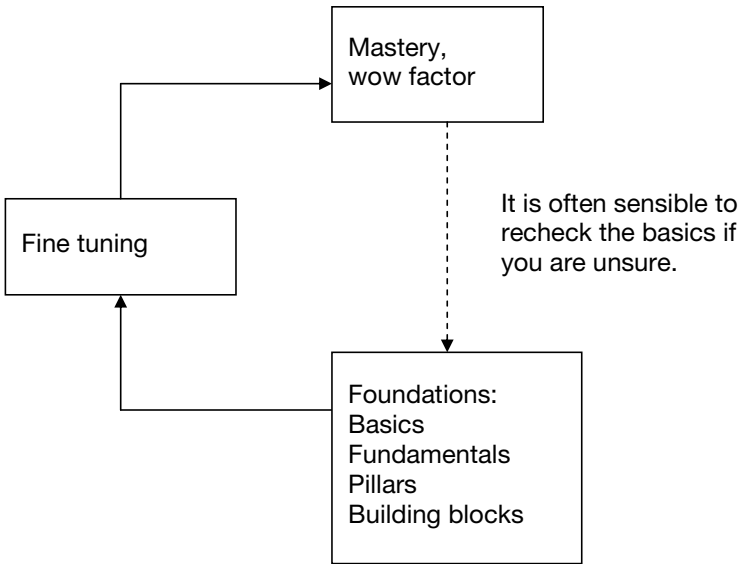 Mastery,
wow factor
Fine tuning
It is often sensible to
recheck the basics if
you are unsure.
Foundations:
Basics
Fundamentals
Pillars
Building blocks